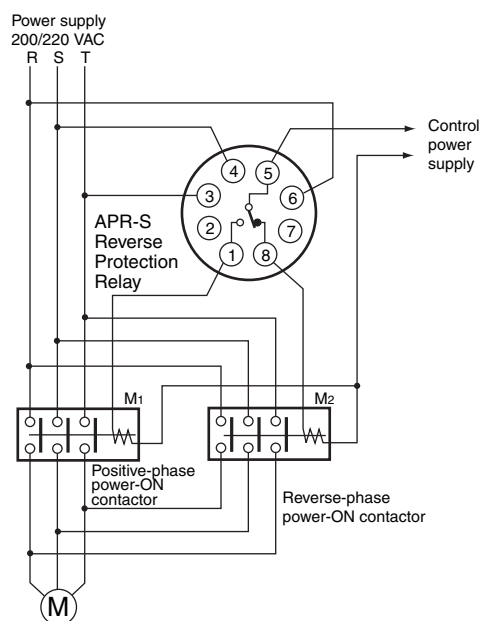 Power supply
200/220 VAC
R S T
Control
power
supply
4 5
3 6
2 7
1 8
APR-S
Reverse
Protection
Relay
M1
M2
Positive-phase
power-ON
contactor
Reverse-phase
power-ON contactor
M